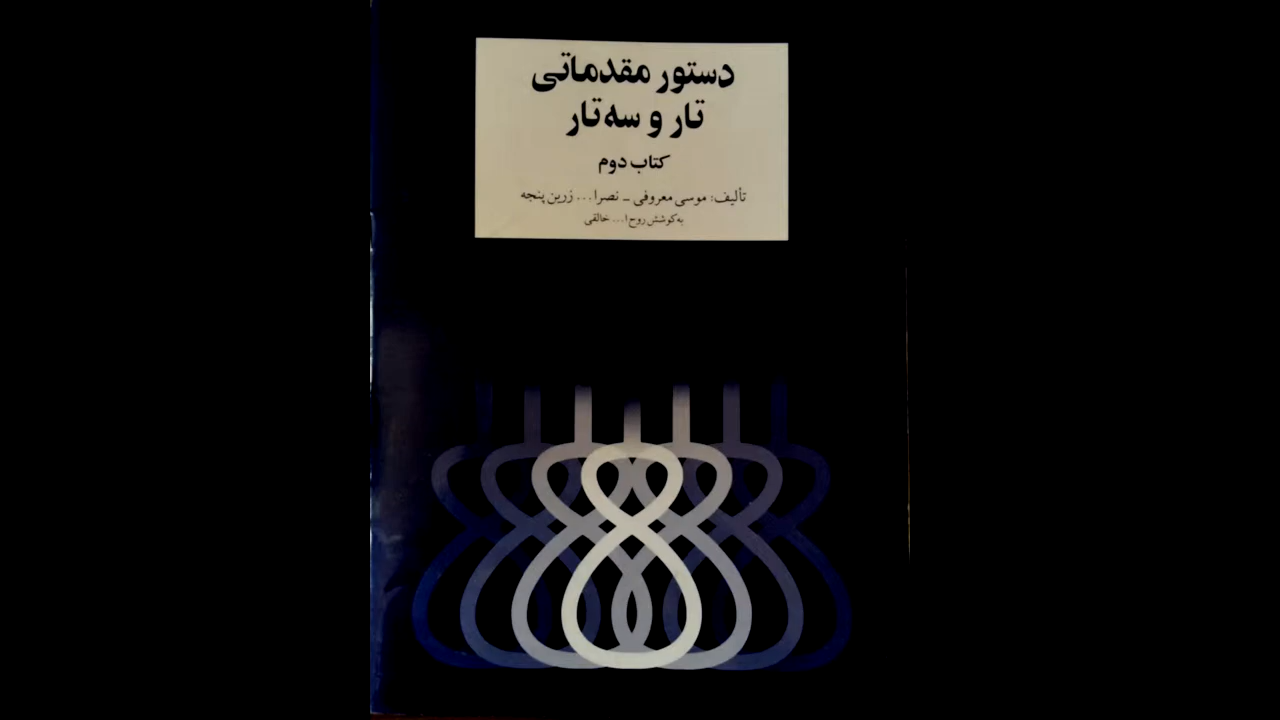 دستور مقدماتی
تار و سه‌تار
کتاب دوم
تألیف: موسی معروفی ـ نصرا... زرین پنجه
به‌کوشش روح ا... خالقی